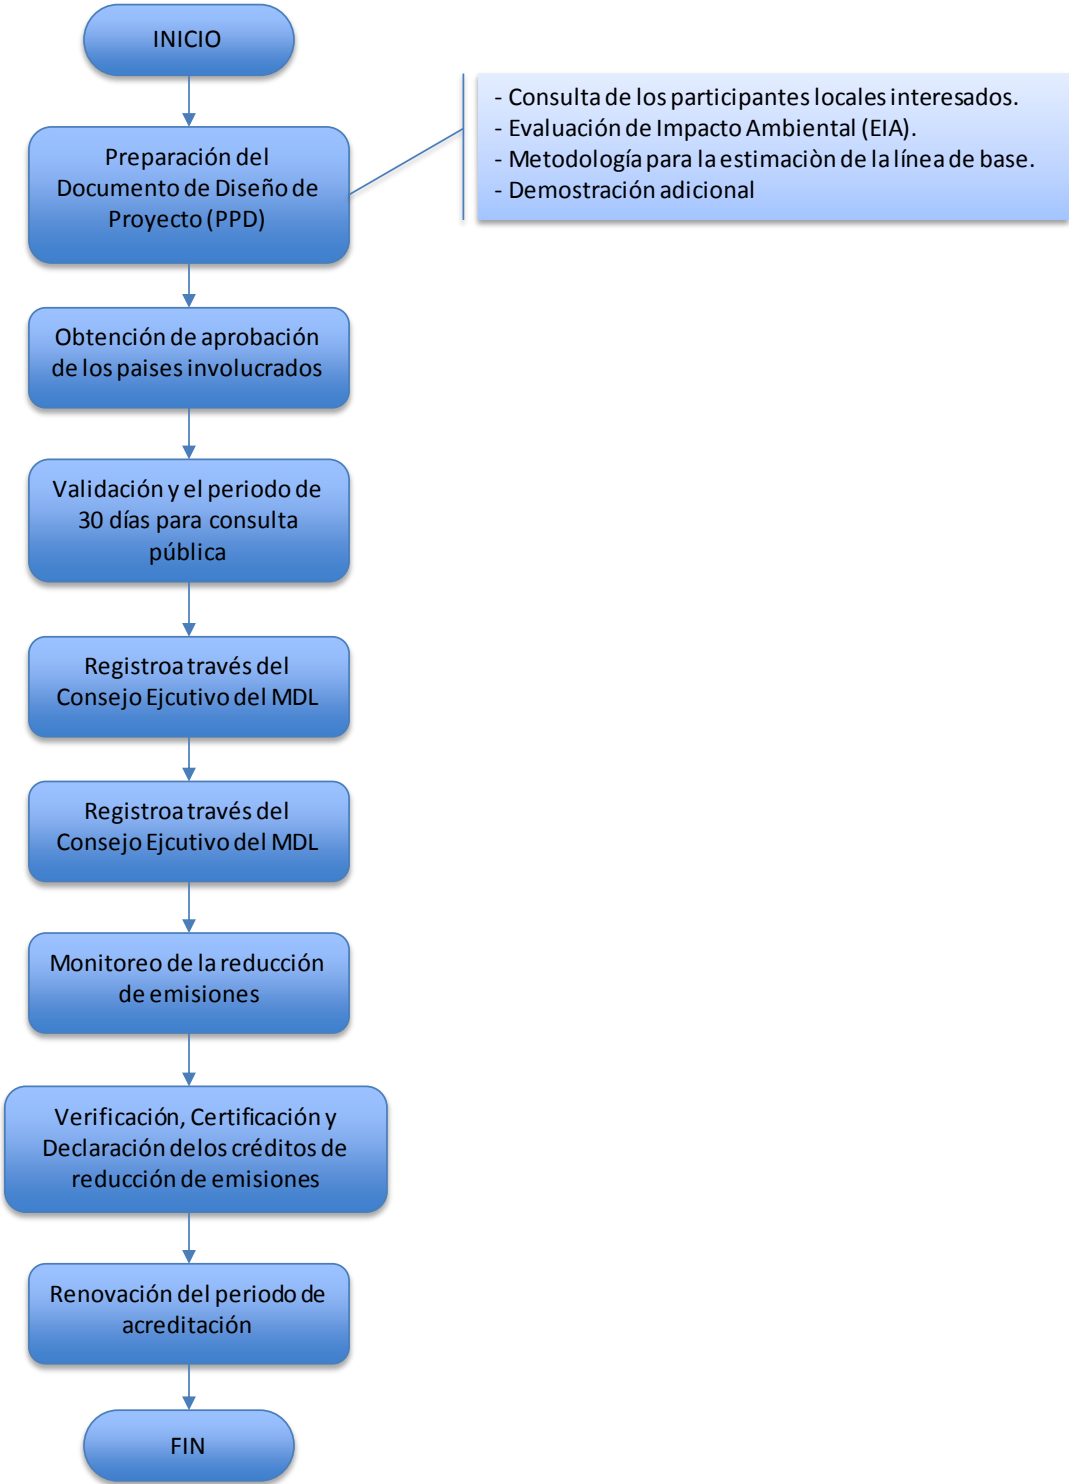 INICIO
- Consulta de los participantes locales interesados.
- Evaluación de Impacto Ambiental (EIA).
- Metodología para la estimaciòn de la línea de base.
- Demostración adicional
Preparación del
Documento de Diseño de
Proyecto (PPD)
Obtención de aprobación
de los paises involucrados
Validación y el periodo de
30 días para consulta
pública
Registroa través del
Consejo Ejcutivo del MDL
Registroa través del
Consejo Ejcutivo del MDL
Monitoreo de la reducción
de emisiones
Verificación, Certificación y
Declaración delos créditos de
reducción de emisiones
Renovación del periodo de
acreditación
FIN